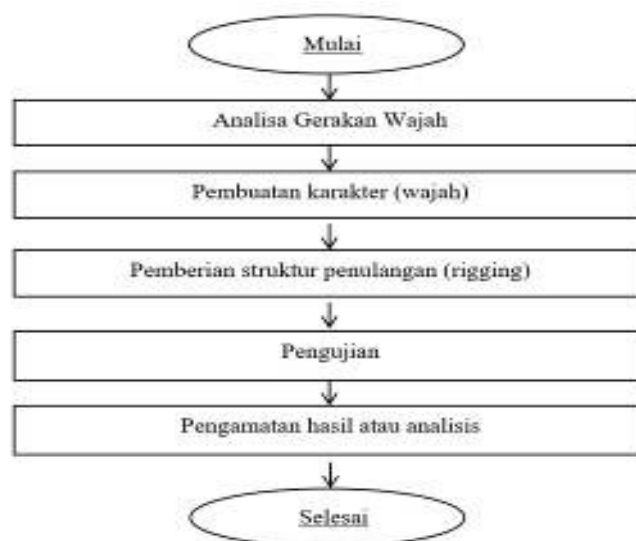 Mulai
Analisa Gerakan Wajah
Pembuatan karakter (wajah)
Pemberian struktur penulangan (rigging)
Pengujian
Pengamatan hasil atau analisis
Selesai